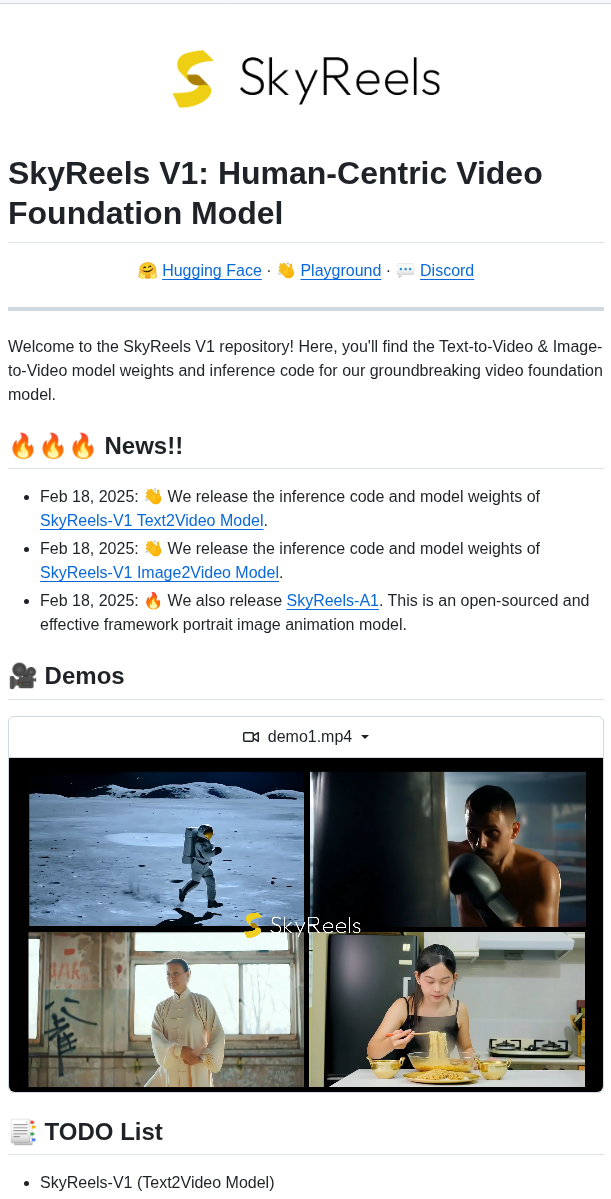 SkyReels
SkyReels V1: Human-Centric Video
Foundation Model
🤗 Hugging Face · 👋 Playground · 💬 Discord
Welcome to the SkyReels V1 repository! Here, you'll find the Text-to-Video & Image-
to-Video model weights and inference code for our groundbreaking video foundation
model.
🔥🔥🔥 News!!
• Feb 18, 2025: 👋 We release the inference code and model weights of
SkyReels-V1 Text2Video Model.
• Feb 18, 2025: 👋 We release the inference code and model weights of
SkyReels-V1 Image2Video Model.
• Feb 18, 2025: 🔥 We also release SkyReels-A1. This is an open-sourced and
effective framework portrait image animation model.
🎥 Demos
demo1.mp4
SkyReels
📑 TODO List
• SkyReels-V1 (Text2Video Model)